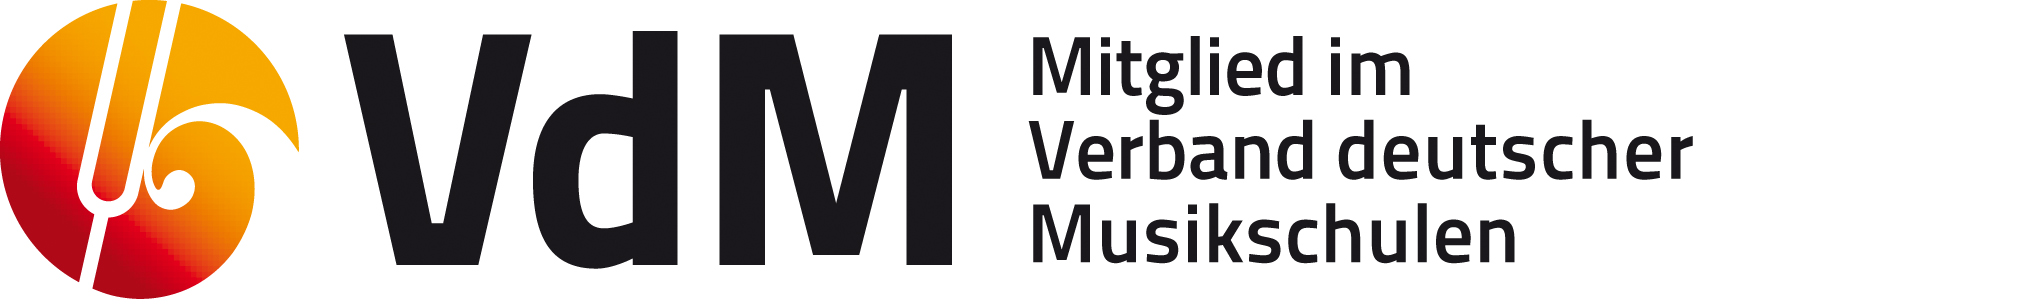 VdM
Mitglied im
Verband deutscher
Musikschulen